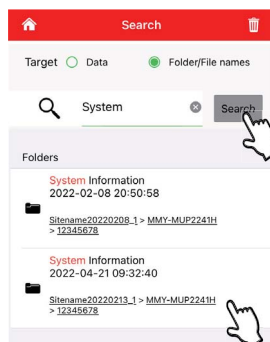 Search
Target Data Folder/File names
System Search
Folders
System Information
2022-02-08 20:50:58
Sitename20220208_1 > MMY-MUP2241H
> 12345678
System Information
2022-04-21 09:32:40
Sitename20220213_1 > MMY-MUP2241H
> 12345678